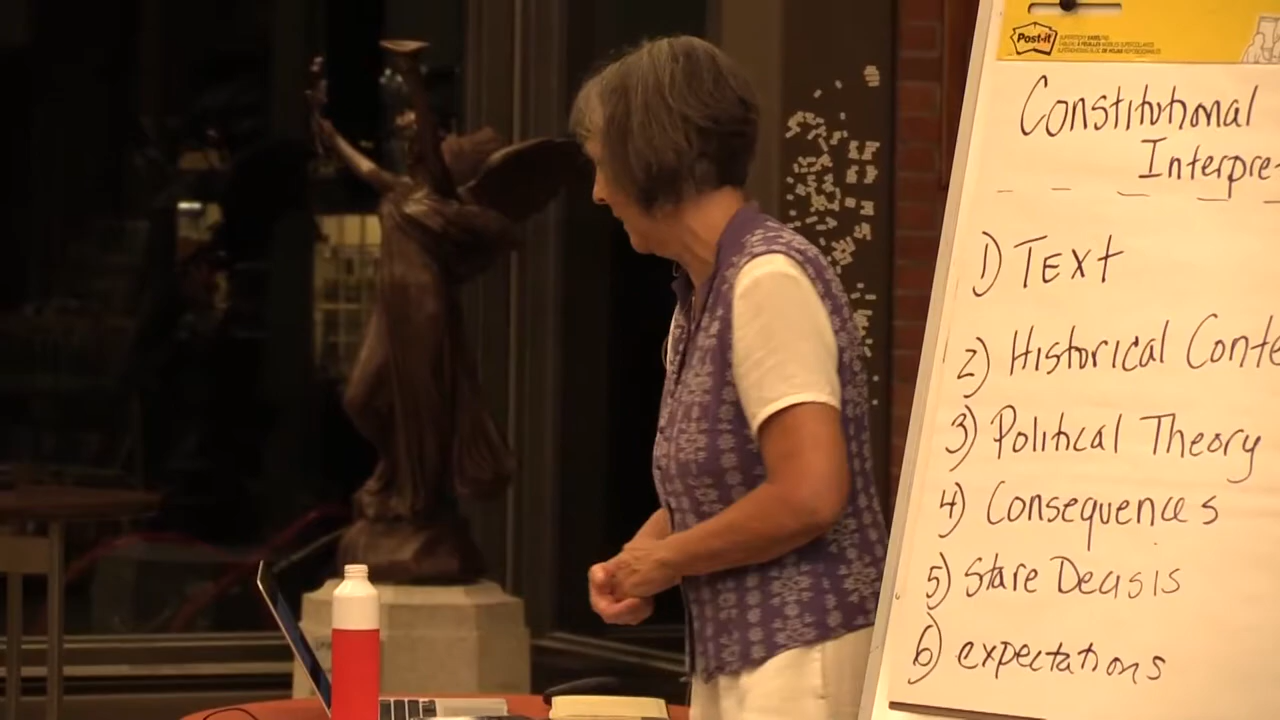 Post-it
Constitutional
Interpre-
1) Text
2) Historical Conte
3) Political Theory
4) Consequences
5) Stare Decisis
6) expectations